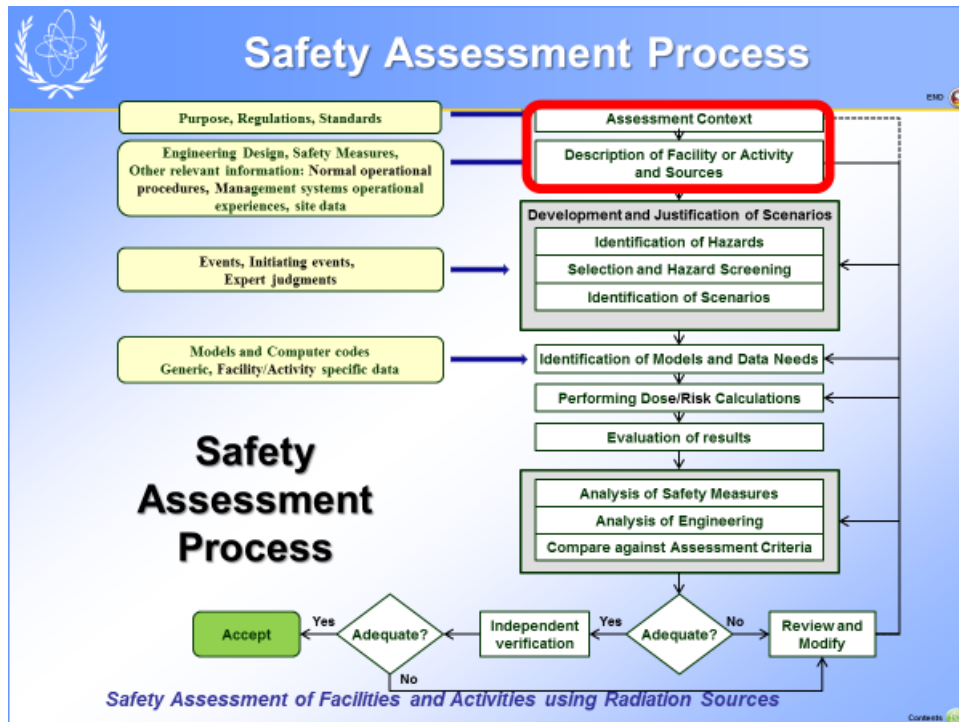 Safety Assessment Process
END
Purpose, Regulations, Standards
Assessment Context
Engineering Design, Safety Measures,
Other relevant information: Normal operational
procedures, Management systems operational
experiences, site data
Description of Facility or Activity
and Sources
Development and Justification of Scenarios
Identification of Hazards
Selection and Hazard Screening
Identification of Scenarios
Events, Initiating events,
Expert judgments
Models and Computer codes
Generic, Facility/Activity specific data
Identification of Models and Data Needs
Performing Dose/Risk Calculations
Evaluation of results
Safety
Assessment
Process
Analysis of Safety Measures
Analysis of Engineering
Compare against Assessment Criteria
Accept
Yes
Adequate?
No
Independent
verification
Yes
Adequate?
No
Review and
Modify
Safety Assessment of Facilities and Activities using Radiation Sources
Contents